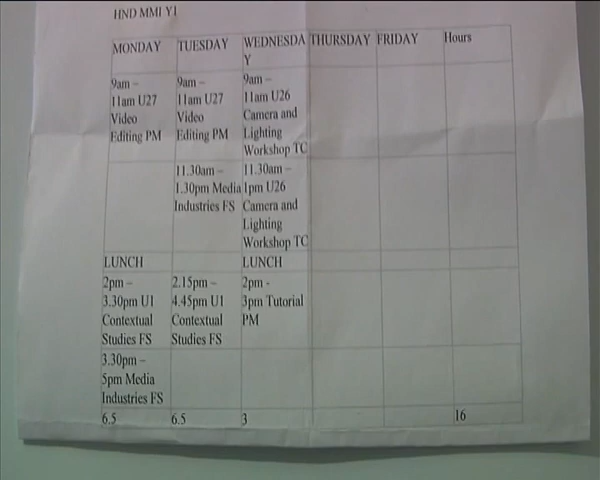 HND MMI Y1
MONDAY TUESDAY WEDNESDA THURSDAY FRIDAY Hours
Y
9am – 9am – 9am –
11am U27 11am U27 11am U26
Video Video Camera and
Editing PM Editing PM Lighting
Workshop TC
11.30am – 11.30am –
1.30pm Media 1pm U26
Industries FS Camera and
Lighting
Workshop TC
LUNCH LUNCH
2pm – 2.15pm – 2pm -
3.30pm U1 4.45pm U1 3pm Tutorial
Contextual Contextual PM
Studies FS Studies FS
3.30pm –
5pm Media
Industries FS
6.5 6.5 3 16